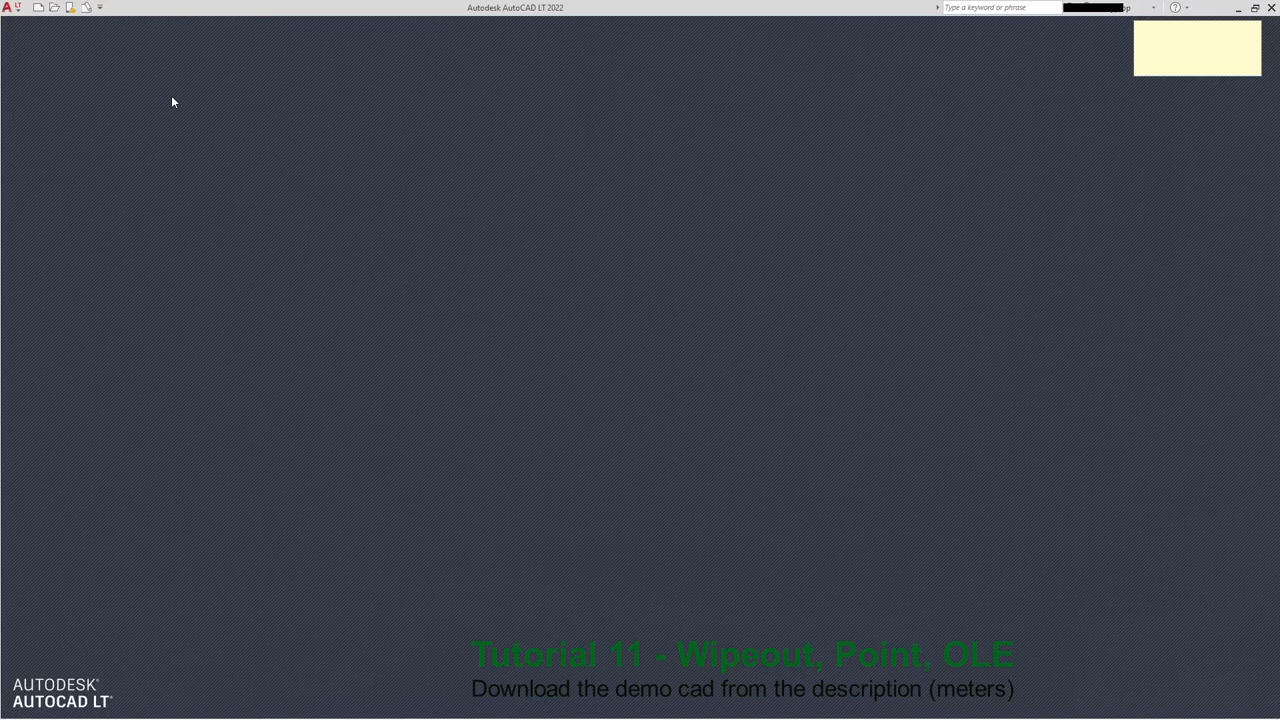 Autodesk AutoCAD LT 2022
Type a keyword or phrase
Tutorial 11 - Wipeout, Point, OLE
Download the demo cad from the description (meters)
AUTODESK®
AUTOCAD LT®